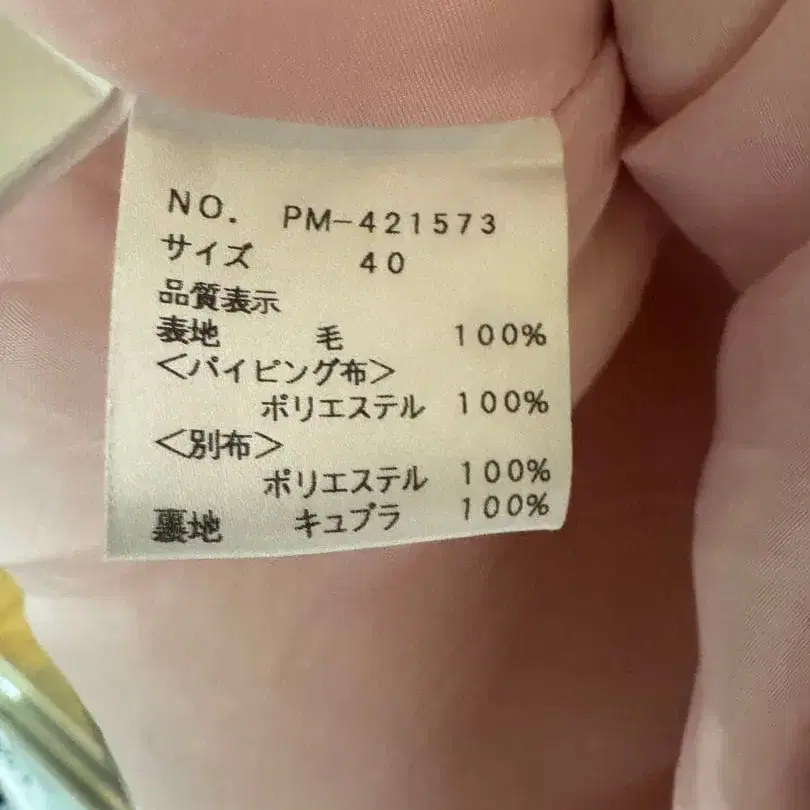 NO. PM-421573
サイズ 40
品質表示
表地 毛 100%
<パイピング布>
ポリエステル 100%
<別布>
ポリエステル 100%
裏地 キュプラ 100%